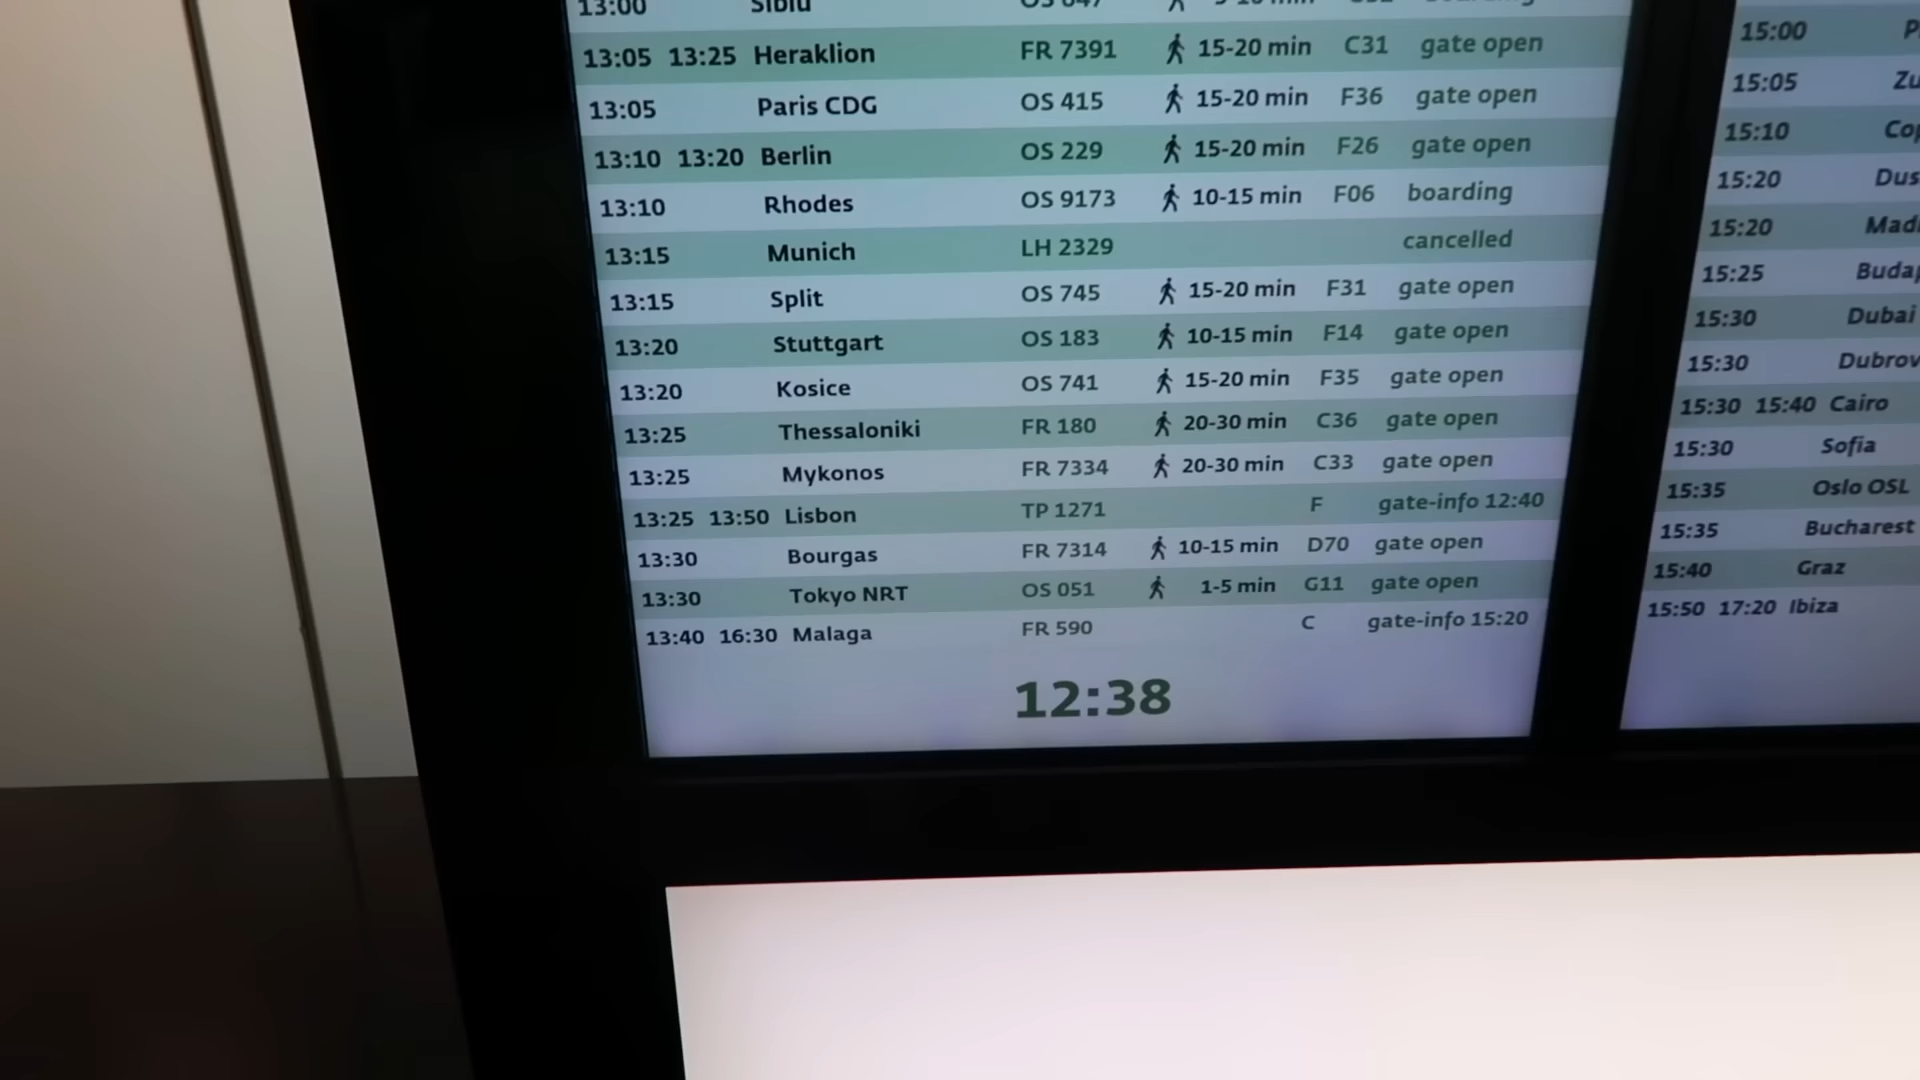 13:00 Sibiu
13:05 13:25 Heraklion FR 7391 15-20 min C31 gate open
13:05 Paris CDG OS 415 15-20 min F36 gate open
13:10 13:20 Berlin OS 229 15-20 min F26 gate open
13:10 Rhodes OS 9173 10-15 min F06 boarding
13:15 Munich LH 2329 cancelled
13:15 Split OS 745 15-20 min F31 gate open
13:20 Stuttgart OS 183 10-15 min F14 gate open
13:20 Kosice OS 741 15-20 min F35 gate open
13:25 Thessaloniki FR 180 20-30 min C36 gate open
13:25 Mykonos FR 7334 20-30 min C33 gate open
13:25 13:50 Lisbon TP 1271 F gate-info 12:40
13:30 Bourgas FR 7314 10-15 min D70 gate open
13:30 Tokyo NRT OS 051 1-5 min G11 gate open
13:40 16:30 Malaga FR 590 C gate-info 15:20
12:38
15:00
15:05 Zu
15:10 Cop
15:20 Dus
15:20 Mad
15:25 Budap
15:30 Dubai
15:30 Dubrov
15:30 15:40 Cairo
15:30 Sofia
15:35 Oslo OSL
15:35 Bucharest
15:40 Graz
15:50 17:20 Ibiza